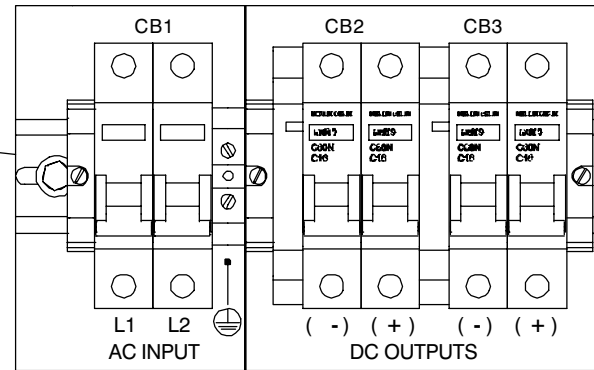 CB1 CB2 CB3
C60N C60N C60N C60N
C16 C16 C16 C16
L1 L2 ( -) ( + ) ( -) ( + )
AC INPUT DC OUTPUTS